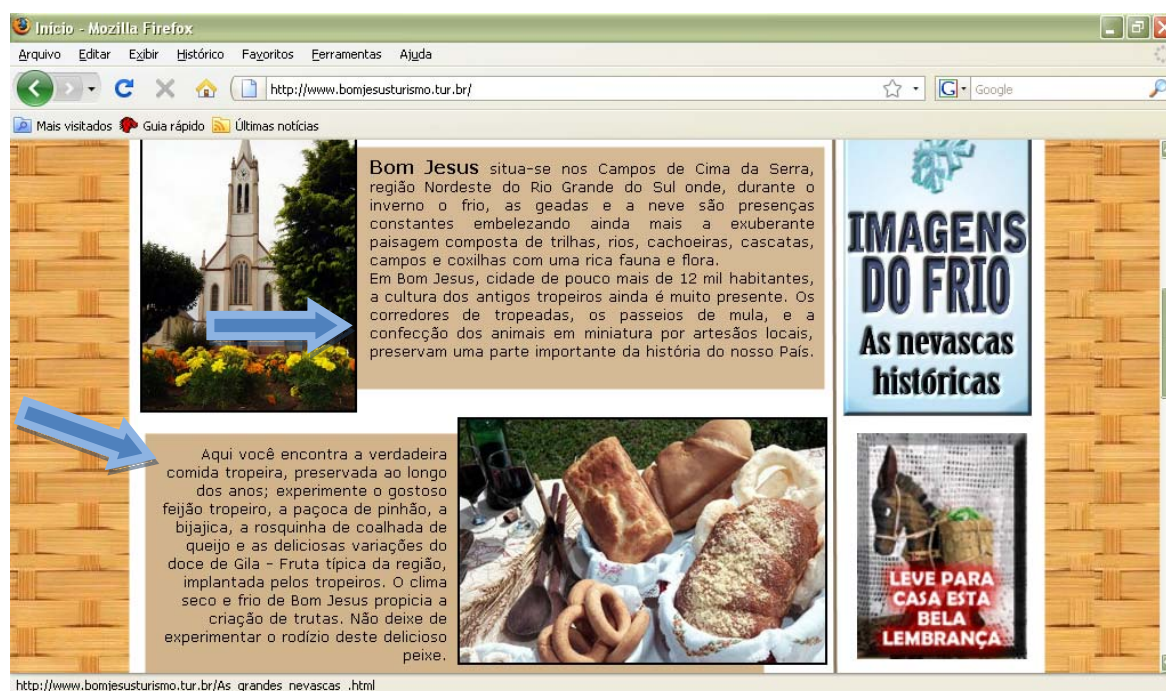 Início - Mozilla Firefox
Arquivo Editar Exibir Histórico Favoritos Ferramentas Ajuda
http://www.bomjesusturismo.tur.br/
Google
Mais visitados Guia rápido Últimas notícias
Bom Jesus situa-se nos Campos de Cima da Serra,
região Nordeste do Rio Grande do Sul onde, durante o
inverno o frio, as geadas e a neve são presenças
constantes embelezando ainda mais a exuberante
paisagem composta de trilhas, rios, cachoeiras, cascatas,
campos e coxilhas com uma rica fauna e flora.
Em Bom Jesus, cidade de pouco mais de 12 mil habitantes,
a cultura dos antigos tropeiros ainda é muito presente. Os
corredores de tropeadas, os passeios de mula, e a
confecção dos animais em miniatura por artesãos locais,
preservam uma parte importante da história do nosso País.
IMAGENS
DO FRIO
As nevascas
históricas
Aqui você encontra a verdadeira
comida tropeira, preservada ao longo
dos anos; experimente o gostoso
feijão tropeiro, a paçoca de pinhão, a
bijajica, a rosquinha de coalhada de
queijo e as deliciosas variações do
doce de Gila - Fruta típica da região,
implantada pelos tropeiros. O clima
seco e frio de Bom Jesus propicia a
criação de trutas. Não deixe de
experimentar o rodízio deste delicioso
peixe.
LEVE PARA
CASA ESTA
BELA
LEMBRANÇA
http://www.bomjesusturismo.tur.br/As_grandes_nevascas_.html